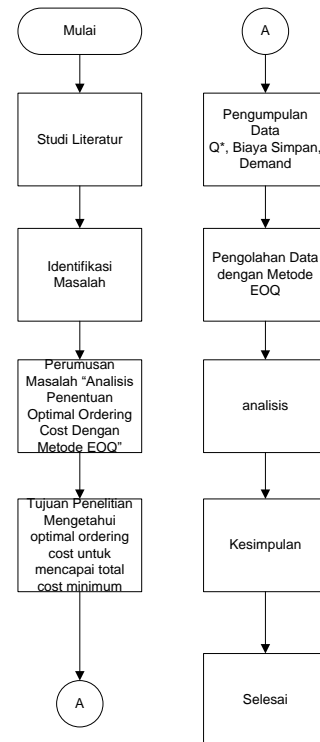 Mulai
Studi Literatur
Identifikasi
Masalah
Perumusan
Masalah “Analisis
Penentuan
Optimal Ordering
Cost Dengan
Metode EOQ”
Tujuan Penelitian
Mengetahui
optimal ordering
cost untuk
mencapai total
cost minimum
A
A
Pengumpulan
Data
Q*, Biaya Simpan,
Demand
Pengolahan Data
dengan Metode
EOQ
analisis
Kesimpulan
Selesai